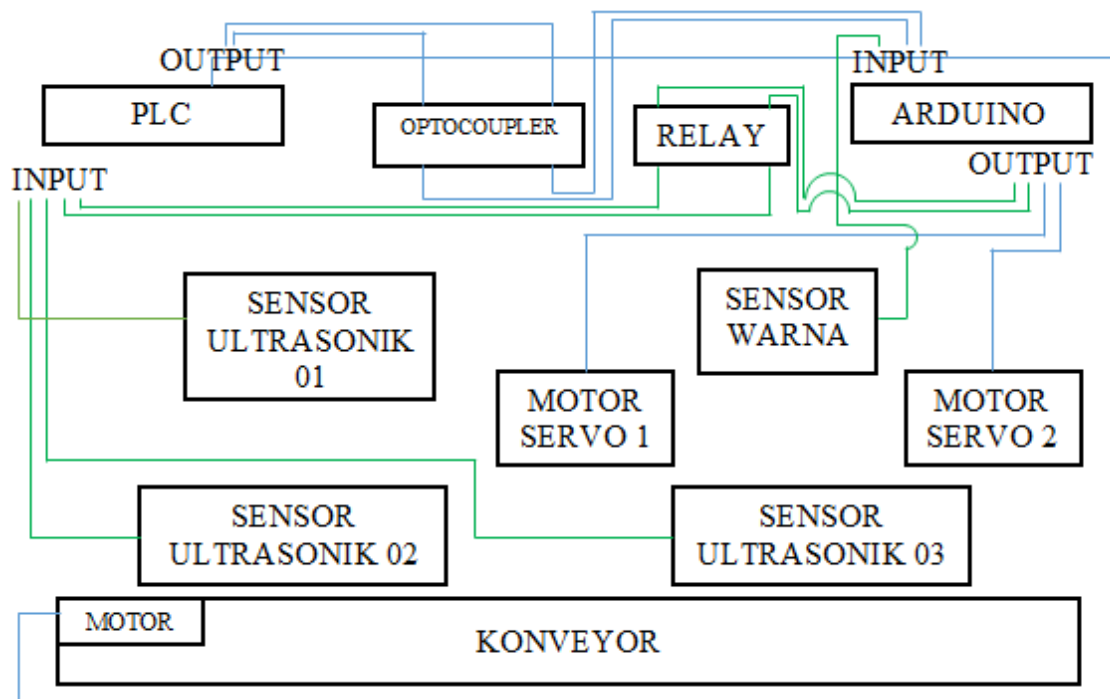 OUTPUT
INPUT
PLC
OPTOCOUPLER
RELAY
ARDUINO
INPUT
OUTPUT
SENSOR
ULTRASONIK
01
SENSOR
WARNA
MOTOR
SERVO 1
MOTOR
SERVO 2
SENSOR
ULTRASONIK 02
SENSOR
ULTRASONIK 03
MOTOR
KONVEYOR